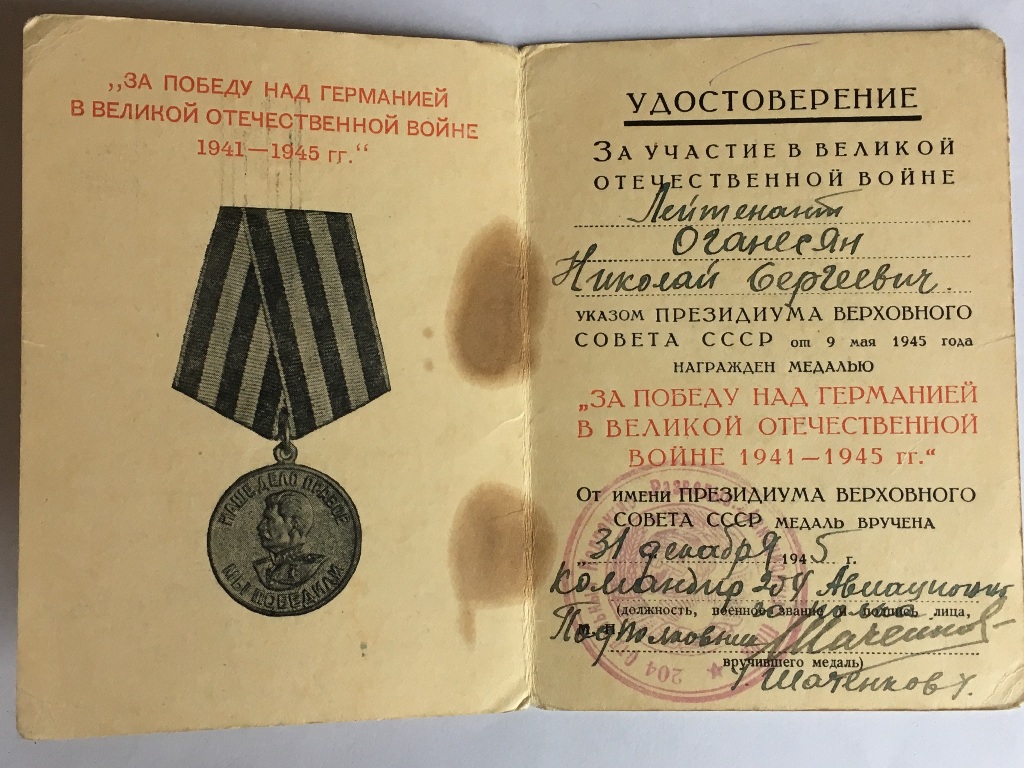 „ЗА ПОБЕДУ НАД ГЕРМАНИЕЙ
В ВЕЛИКОЙ ОТЕЧЕСТВЕННОЙ ВОЙНЕ
1941—1945 гг.“
НАШЕ ДЕЛО ПРАВОЕ
МЫ ПОБЕДИЛИ
УДОСТОВЕРЕНИЕ
ЗА УЧАСТИЕ В ВЕЛИКОЙ
ОТЕЧЕСТВЕННОЙ ВОЙНЕ
Лейтенант
Оганесян
Николай Сергеевич.
УКАЗОМ ПРЕЗИДИУМА ВЕРХОВНОГО
СОВЕТА СССР от 9 мая 1945 года
НАГРАЖДЕН МЕДАЛЬЮ
„ЗА ПОБЕДУ НАД ГЕРМАНИЕЙ
В ВЕЛИКОЙ ОТЕЧЕСТВЕННОЙ
ВОЙНЕ 1941—1945 гг.“
ОТ ИМЕНИ ПРЕЗИДИУМА ВЕРХОВНОГО
СОВЕТА СССР МЕДАЛЬ ВРУЧЕНА
„31 декабря 1945 г.
Командир 204
(должность, военное звание и подпись лица,
М. П. Подполковник
вручившего медаль)
204